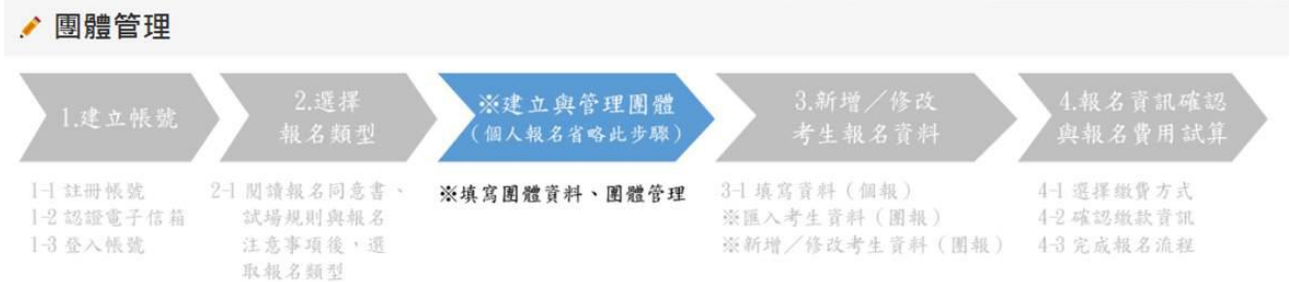 團體管理
1.建立帳號
2.選擇
報名類型
※建立與管理團體
(個人報名省略此步驟)
3.新增／修改
考生報名資料
4.報名資訊確認
與報名費用試算
1-1 註冊帳號
1-2 認證電子信箱
1-3 登入帳號
2-1 閱讀報名同意書、
試場規則與報名
注意事項後，選
取報名類型
※填寫團體資料、團體管理
3-1 填寫資料（個報）
※匯入考生資料（團報）
※新增／修改考生資料（團報）
4-1 選擇繳費方式
4-2 確認繳款資訊
4-3 完成報名流程